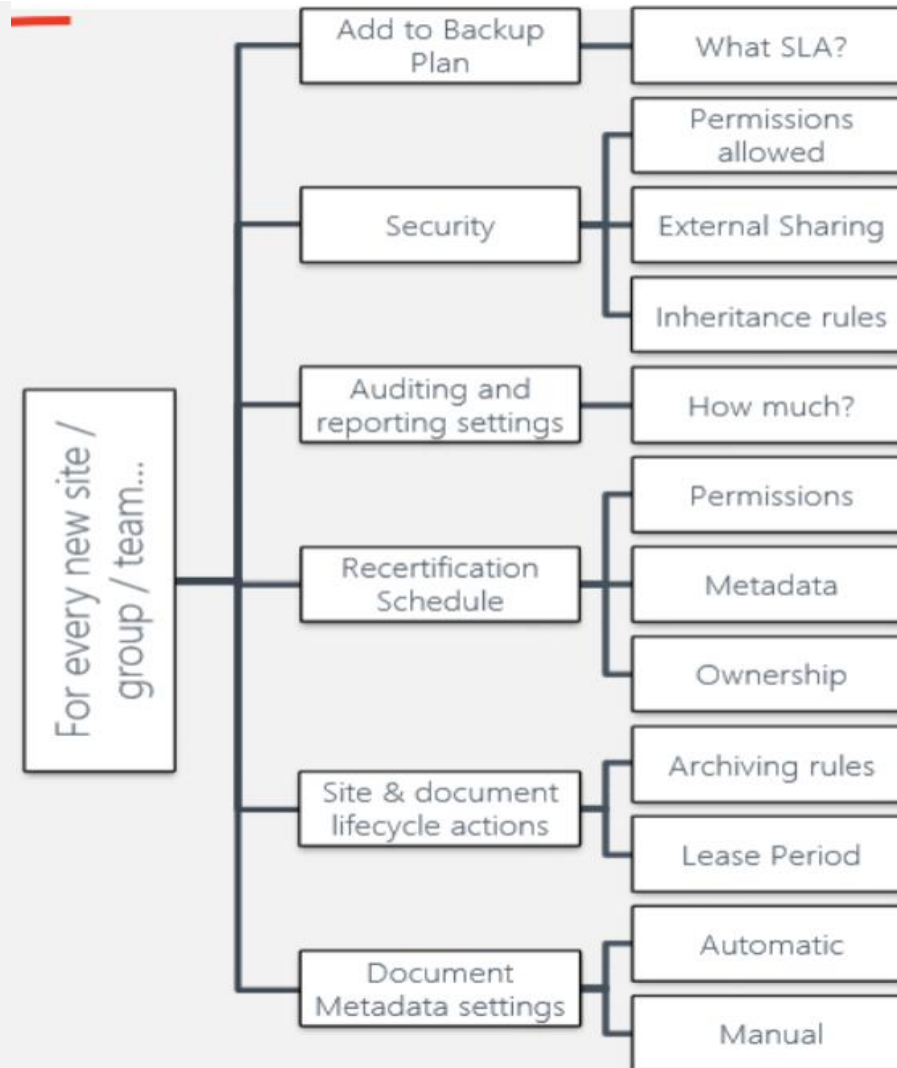 For every new site /
group / team...
Add to Backup
Plan
What SLA?
Security
Permissions
allowed
External Sharing
Inheritance rules
Auditing and
reporting settings
How much?
Recertification
Schedule
Permissions
Metadata
Ownership
Site & document
lifecycle actions
Archiving rules
Lease Period
Document
Metadata settings
Automatic
Manual